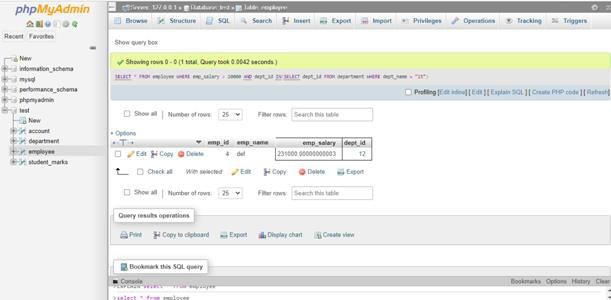 phpMyAdmin
Server: 127.0.0.1 » Database: test » Table: employee
Browse Structure SQL Search Insert Export Import Privileges Operations Tracking Triggers
Recent Favorites
New
information_schema
mysql
performance_schema
phpmyadmin
test
New
account
department
employee
student_marks
Show query box
Showing rows 0 - 0 (1 total, Query took 0.0042 seconds.)
SELECT * FROM employee WHERE emp_salary > 20000 AND dept_id IN(SELECT dept_id FROM department WHERE dept_name = "it")
Profiling [Edit inline] [ Edit ] [ Explain SQL ] [ Create PHP code ] [ Refresh]
Show all Number of rows: 25 Filter rows: Search this table
+ Options
emp_id emp_name emp_salary dept_id
Edit Copy Delete 4 def 231000.00000000003 12
Check all With selected: Edit Copy Delete Export
Show all Number of rows: 25 Filter rows: Search this table
Query results operations
Print Copy to clipboard Export Display chart Create view
Bookmark this SQL query
Console Bookmarks Options History Clear
>EXPLAIN select * from employee
>select * from employee